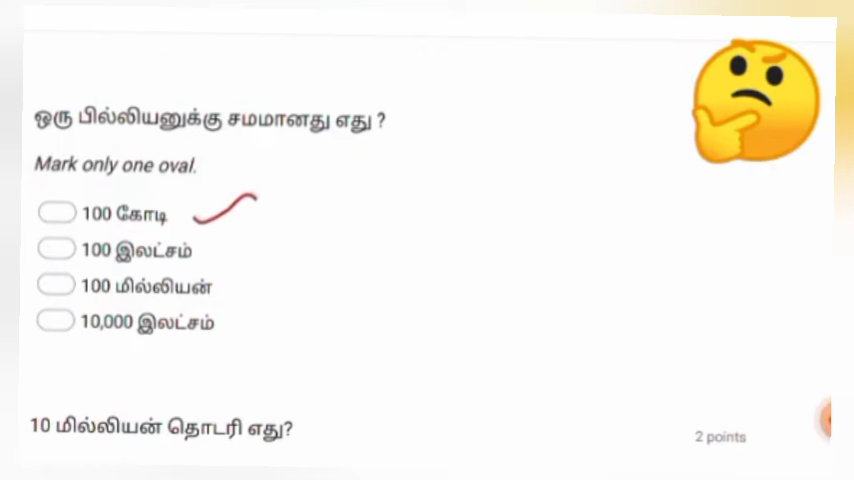 ஒரு பில்லியனுக்கு சமமானது எது ?
Mark only one oval.
100 கோடி
100 இலட்சம்
100 மில்லியன்
10,000 இலட்சம்
10 மில்லியன் தொடரி எது?
2 points